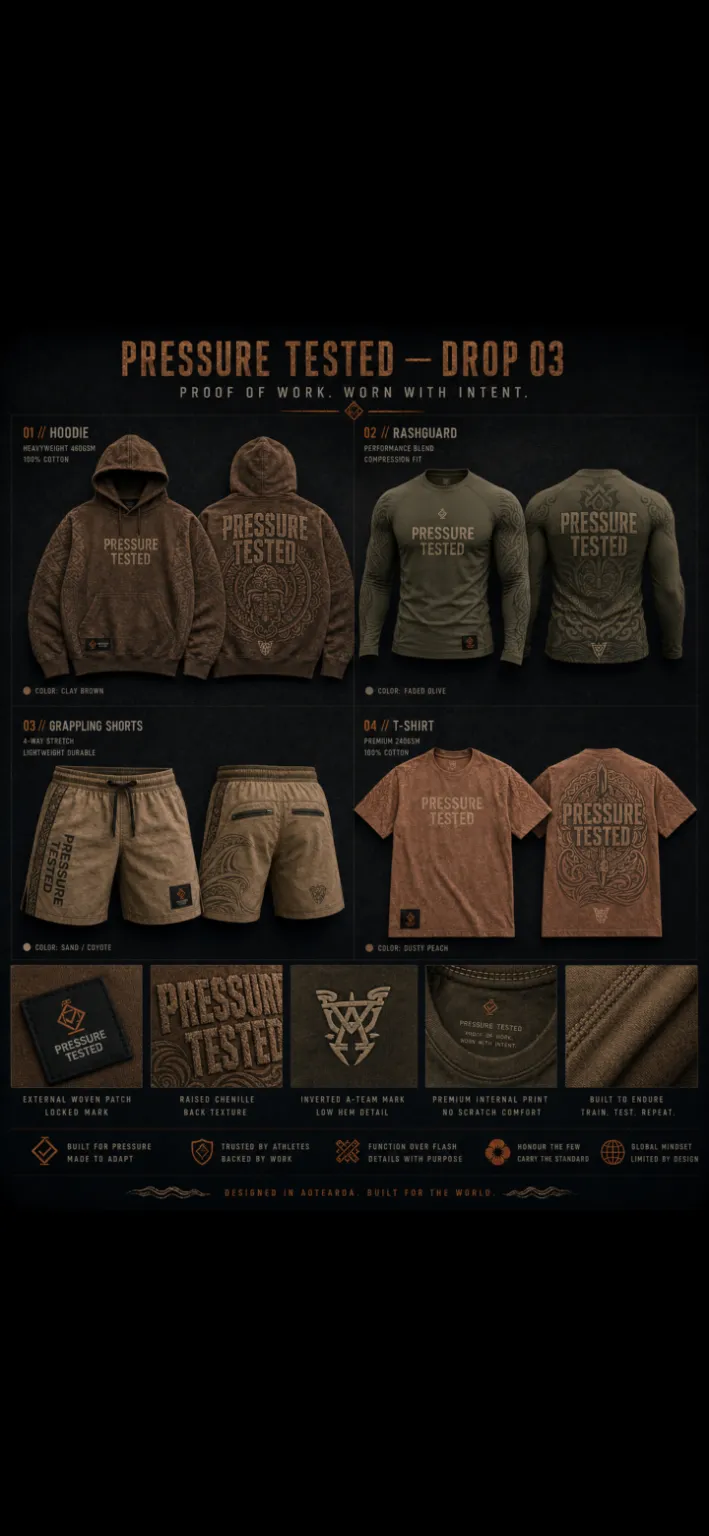 PRESSURE TESTED — DROP 03
PROOF OF WORK. WORN WITH INTENT.
01 // HOODIE
HEAVYWEIGHT 460GSM
100% COTTON
PRESSURE
TESTED
PRESSURE
TESTED
COLOR: CLAY BROWN
02 // RASHGUARD
PERFORMANCE BLEND
COMPRESSION FIT
PRESSURE
TESTED
PRESSURE
TESTED
COLOR: FADED OLIVE
03 // GRAPPLING SHORTS
4-WAY STRETCH
LIGHTWEIGHT DURABLE
PRESSURE
TESTED
COLOR: SAND / COYOTE
04 // T-SHIRT
PREMIUM 240GSM
100% COTTON
PRESSURE
TESTED
PRESSURE
TESTED
COLOR: DUSTY PEACH
PRESSURE
TESTED
EXTERNAL WOVEN PATCH
LOCKED MARK
PRESSURE
TESTED
RAISED CHENILLE
BACK TEXTURE
INVERTED A-TEAM MARK
LOW HEM DETAIL
PRESSURE TESTED
PROOF OF WORK.
WORN WITH INTENT.
PREMIUM INTERNAL PRINT
NO SCRATCH COMFORT
BUILT TO ENDURE
TRAIN. TEST. REPEAT.
BUILT FOR PRESSURE
MADE TO ADAPT
TRUSTED BY ATHLETES
BACKED BY WORK
FUNCTION OVER FLASH
DETAILS WITH PURPOSE
HONOUR THE FEW
CARRY THE STANDARD
GLOBAL MINDSET
LIMITED BY DESIGN
DESIGNED IN AOTEAROA. BUILT FOR THE WORLD.